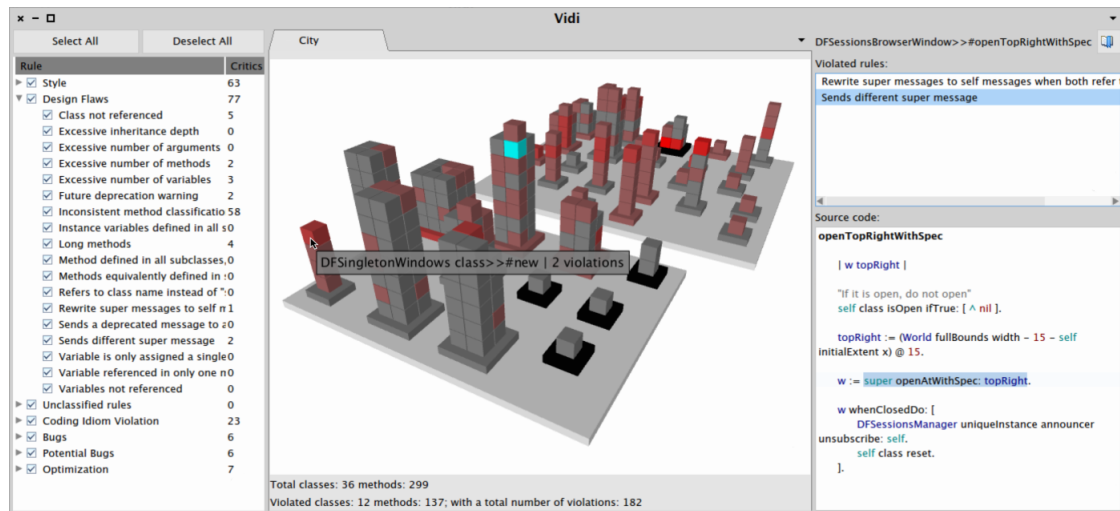 Vidi
Select All
Deselect All
City
Rule
Critics
Style 63
Design Flaws 77
Class not referenced 5
Excessive inheritance depth 0
Excessive number of arguments 0
Excessive number of methods 2
Excessive number of variables 3
Future deprecation warning 2
Inconsistent method classificatio 58
Instance variables defined in all s 0
Long methods 4
Method defined in all subclasses, 0
Methods equivalently defined in : 0
Refers to class name instead of " 0
Rewrite super messages to self m 1
Sends a deprecated message to a 0
Sends different super message 2
Variable is only assigned a single 0
Variable referenced in only one m 0
Variables not referenced 0
Unclassified rules 0
Coding Idiom Violation 23
Bugs 6
Potential Bugs 6
Optimization 7
DFSingletonWindows class>>#new | 2 violations
Total classes: 36 methods: 299
Violated classes: 12 methods: 137; with a total number of violations: 182
DFSessionsBrowserWindow>>#openTopRightWithSpec
Violated rules:
Rewrite super messages to self messages when both refer
Sends different super message
Source code:
openTopRightWithSpec
| w topRight |
"If it is open, do not open"
self class isOpen ifTrue: [ ^ nil ].
topRight := (World fullBounds width - 15 - self
initialExtent x) @ 15.
w := super openAtWithSpec: topRight.
w whenClosedDo: [
DFSessionsManager uniqueInstance announcer
unsubscribe: self.
self class reset.
].